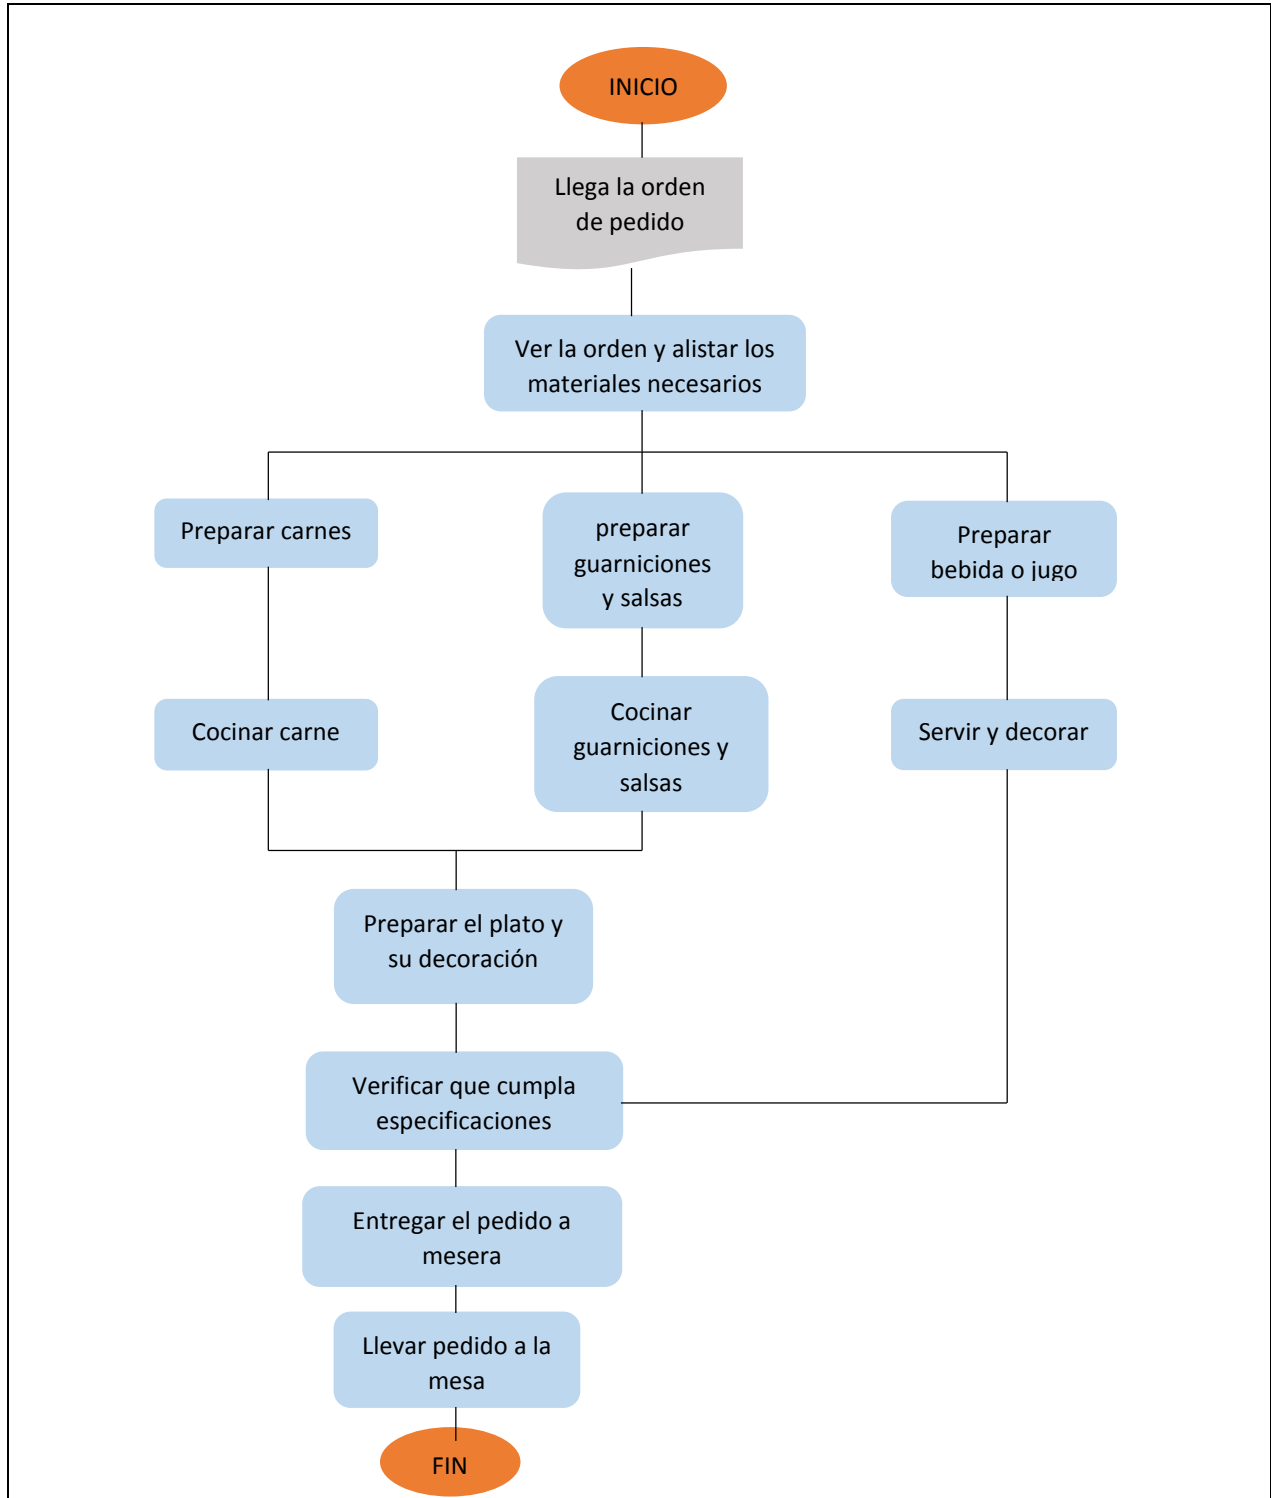 INICIO
Llega la orden
de pedido
Ver la orden y alistar los
materiales necesarios
Preparar carnes
preparar
guarniciones
y salsas
Preparar
bebida o jugo
Cocinar carne
Cocinar
guarniciones y
salsas
Servir y decorar
Preparar el plato y
su decoración
Verificar que cumpla
especificaciones
Entregar el pedido a
mesera
Llevar pedido a la
mesa
FIN